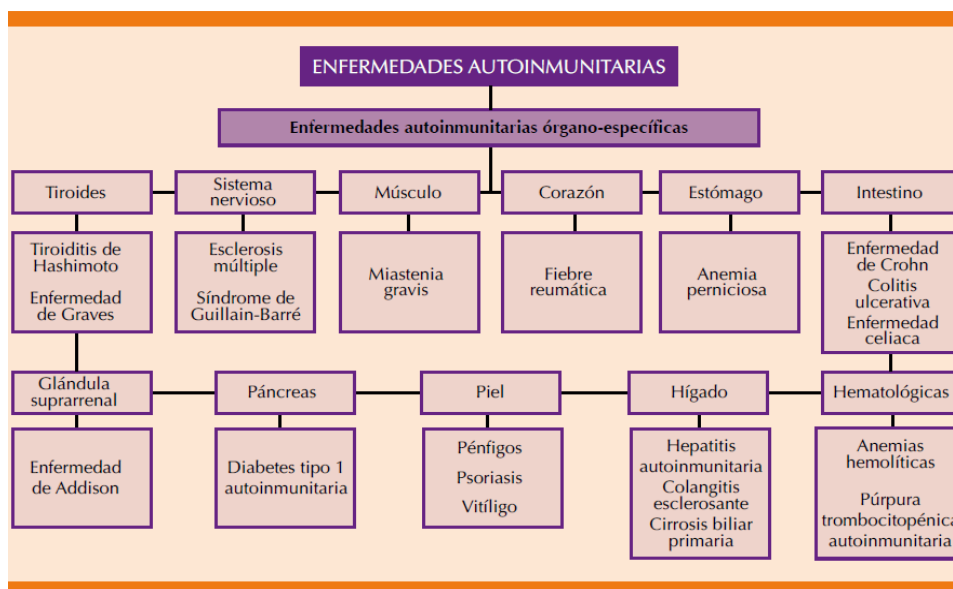 ENFERMEDADES AUTOINMUNITARIAS
Enfermedades autoinmunitarias órgano-específicas
Tiroides
Sistema
nervioso
Músculo
Corazón
Estómago
Intestino
Tiroiditis de
Hashimoto
Enfermedad
de Graves
Esclerosis
múltiple
Síndrome de
Guillain-Barré
Miastenia
gravis
Fiebre
reumática
Anemia
perniciosa
Enfermedad
de Crohn
Colitis
ulcerativa
Enfermedad
celiaca
Glándula
suprarrenal
Páncreas
Piel
Hígado
Hematológicas
Enfermedad
de Addison
Diabetes tipo 1
autoinmunitaria
Pénfigos
Psoriasis
Vitíligo
Hepatitis
autoinmunitaria
Colangitis
esclerosante
Cirrosis biliar
primaria
Anemias
hemolíticas
Púrpura
trombocitopénica
autoinmunitaria